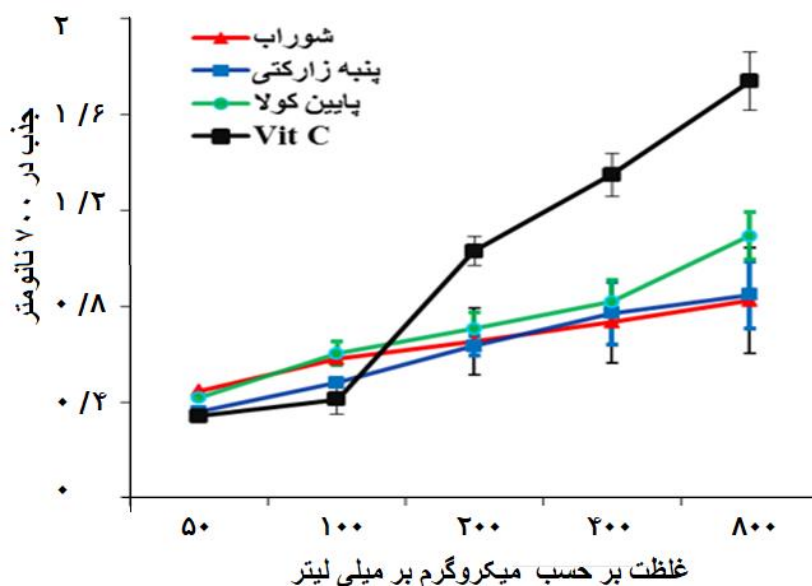 ۲
۱/۶
۱/۲
۰/۸
۰/۴
۰
جذب در ۷۰۰ نانومتر
شوراب
پنبه زارکتی
پایین کولا
Vit C
۵۰ ۱۰۰ ۲۰۰ ۴۰۰ ۸۰۰
غلظت بر حسب میکروگرم بر میلی لیتر